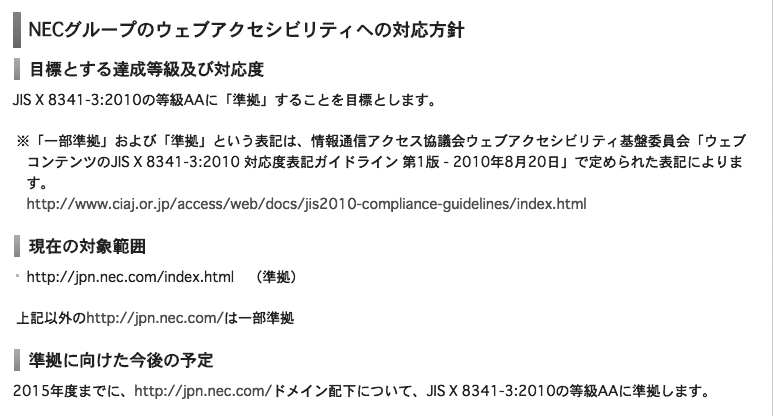 NECグループのウェブアクセシビリティへの対応方針
目標とする達成等級及び対応度
JIS X 8341-3:2010の等級AAに「準拠」することを目標とします。
※「一部準拠」および「準拠」という表記は、情報通信アクセス協議会ウェブアクセシビリティ基盤委員会「ウェブ
コンテンツのJIS X 8341-3:2010 対応度表記ガイドライン 第1版 - 2010年8月20日」で定められた表記によりま
す。
http://www.ciaj.or.jp/access/web/docs/jis2010-compliance-guidelines/index.html
現在の対象範囲
http://jpn.nec.com/index.html （準拠）
上記以外のhttp://jpn.nec.com/は一部準拠
準拠に向けた今後の予定
2015年度までに、http://jpn.nec.com/ドメイン配下について、JIS X 8341-3:2010の等級AAに準拠します。